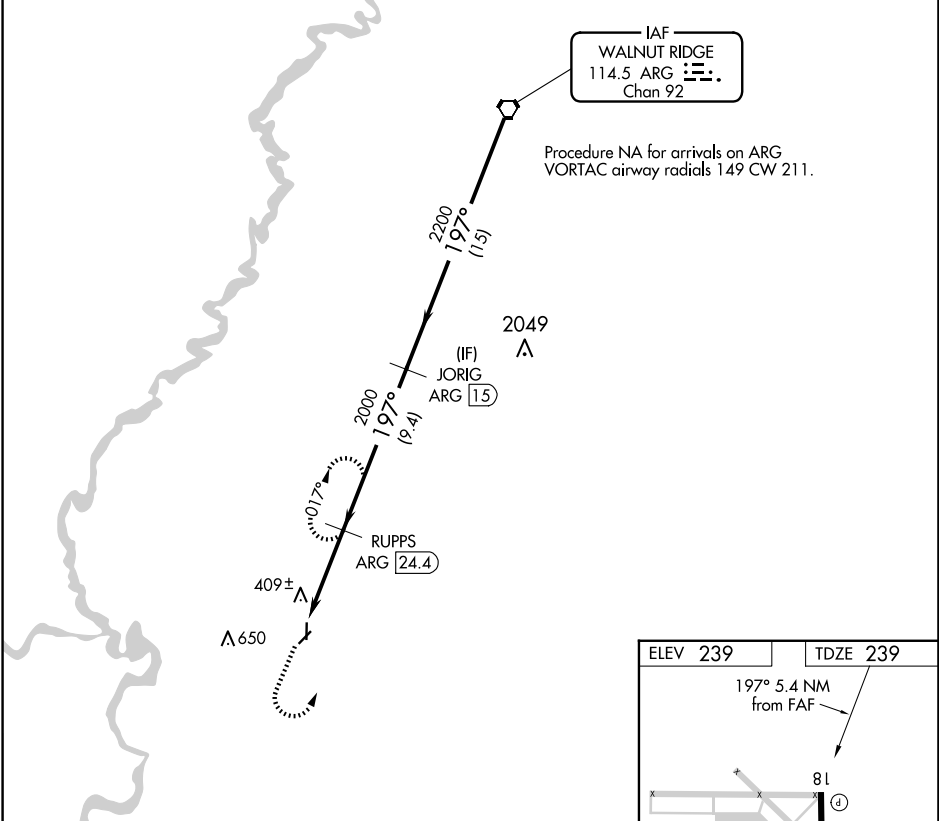 IAF
WALNUT RIDGE
114.5 ARG
Chan 92
Procedure NA for arrivals on ARG
VORTAC airway radials 149 CW 211.
2200
197°
(15)
2049
(IF)
JORIG
ARG 15
2000
197°
(9.4)
017°
RUPPS
ARG 24.4
409±
650
ELEV 239
TDZE 239
197° 5.4 NM
from FAF
18
x
x
x
x
P